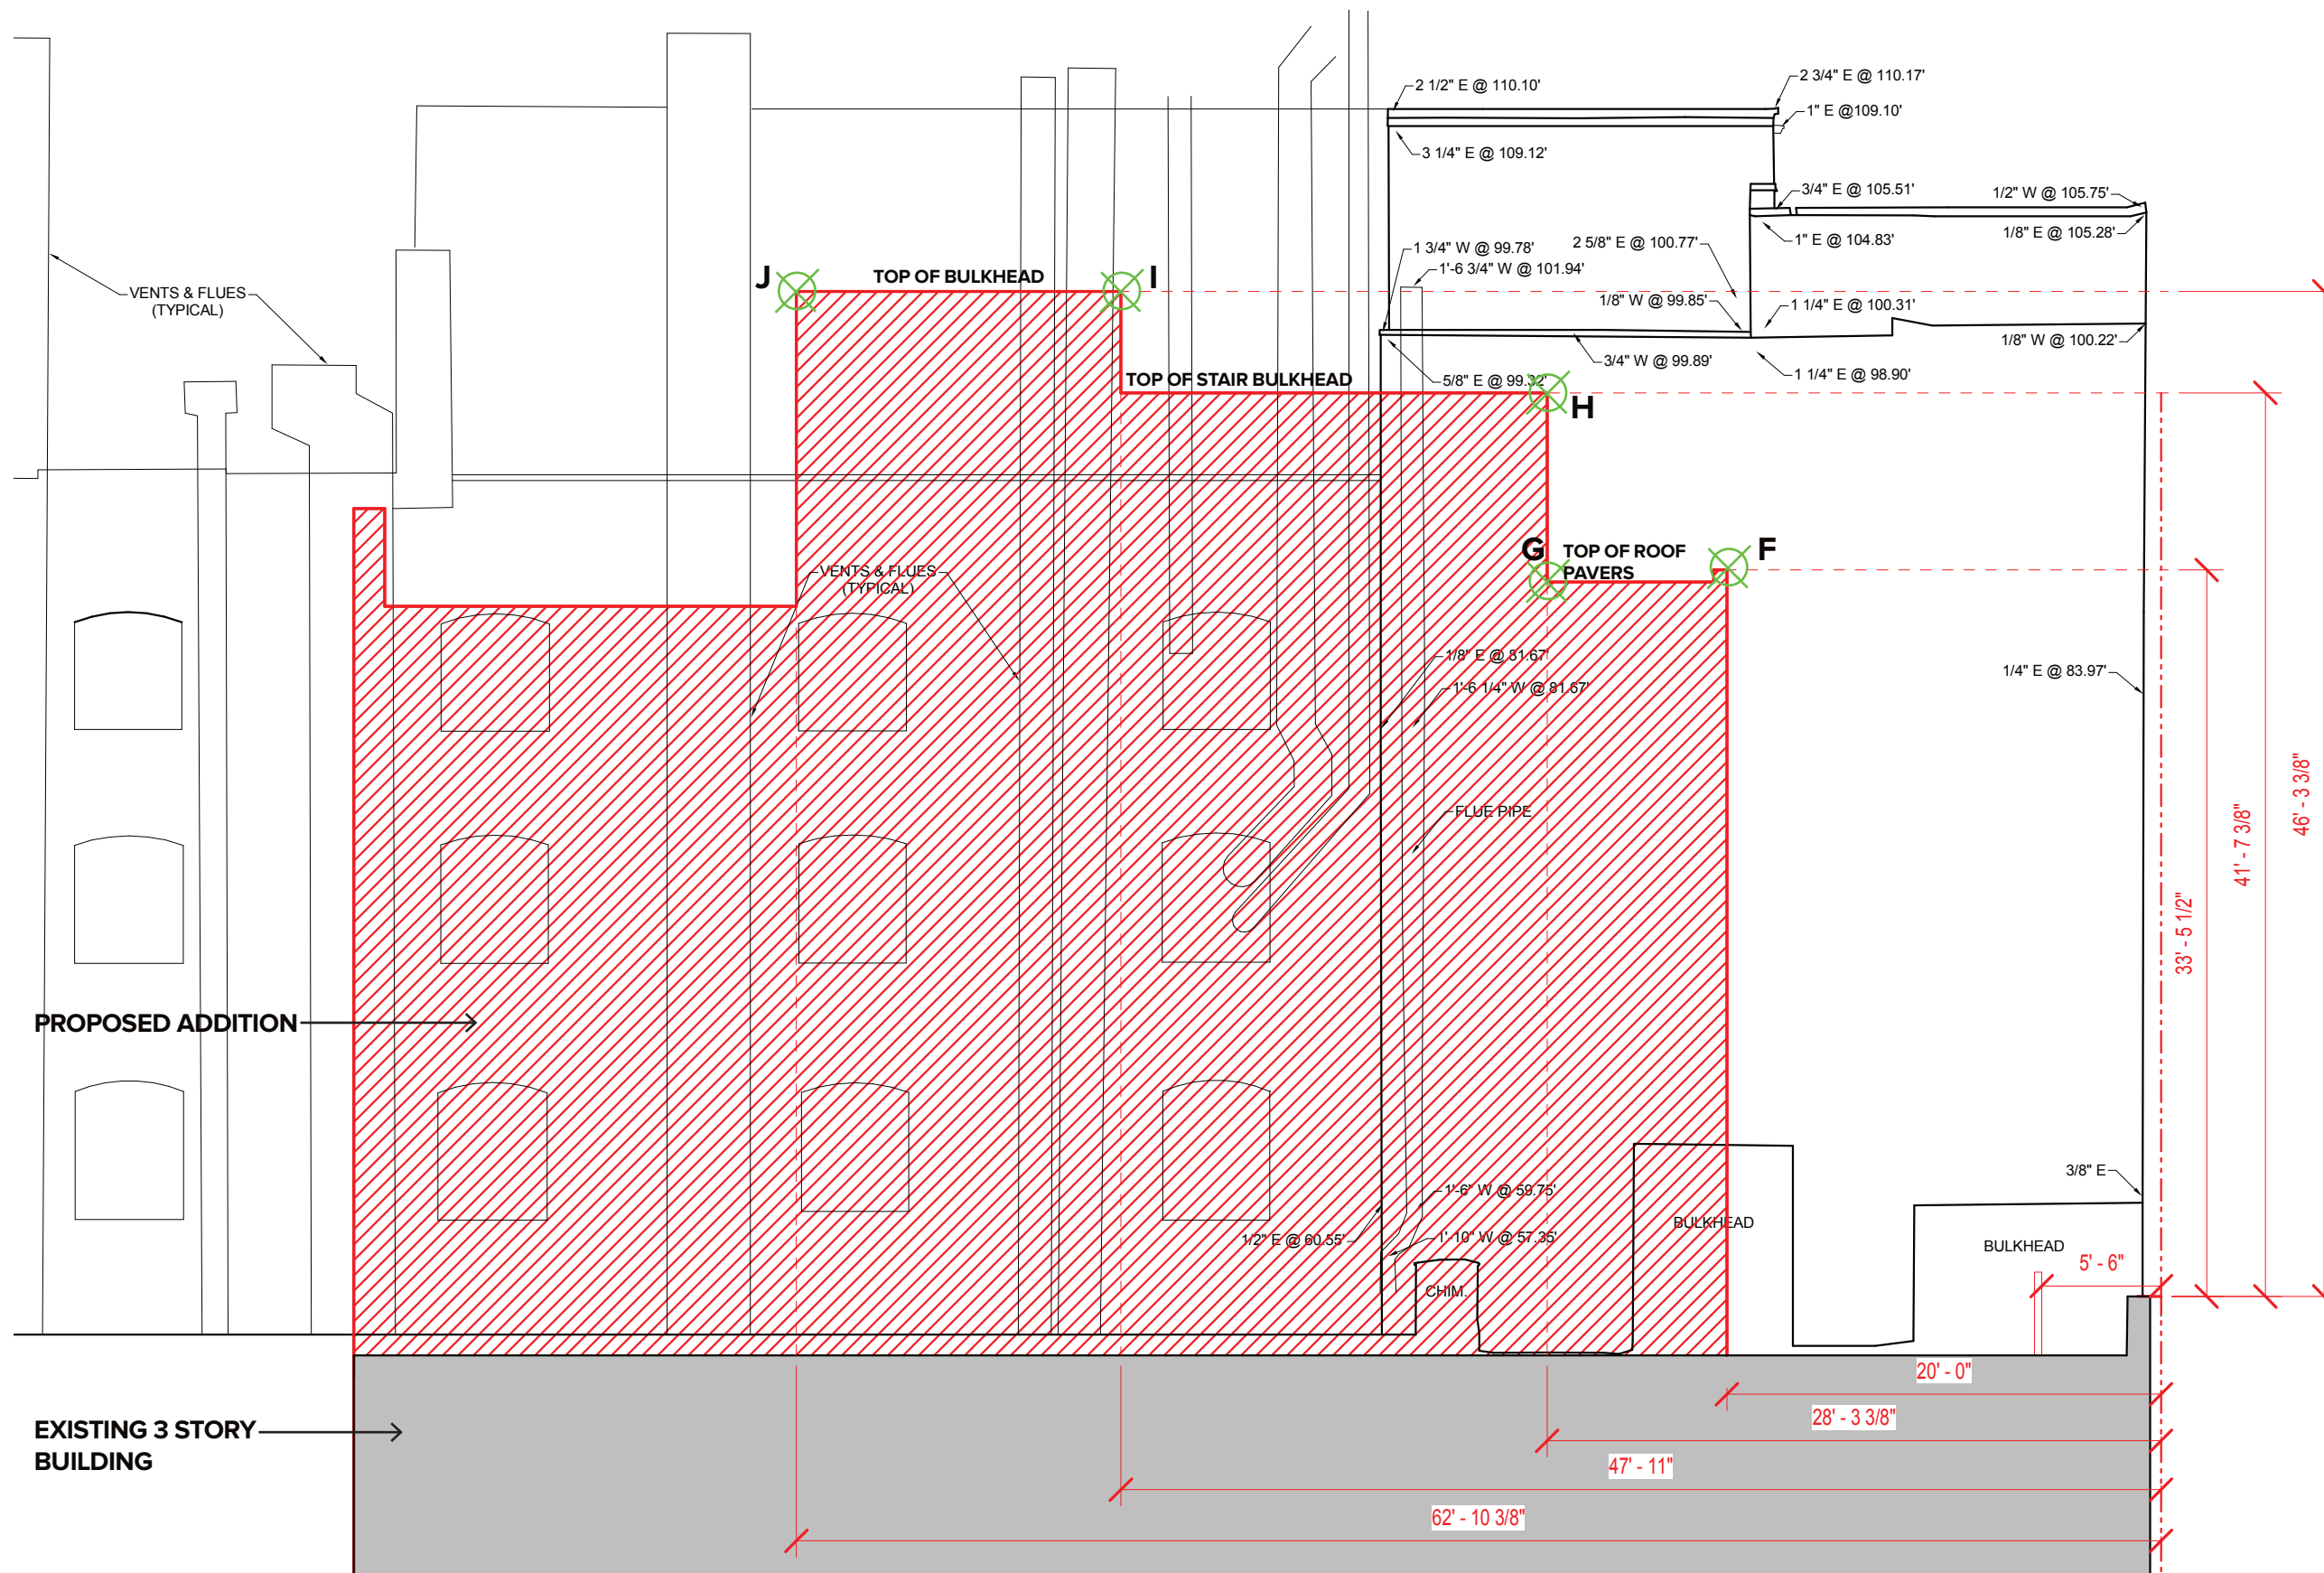 2 1/2" E @ 110.10'
2 3/4" E @ 110.17'
1" E @109.10'
3 1/4" E @ 109.12'
3/4" E @ 105.51'
1/2" W @ 105.75'
1" E @ 104.83'
1/8" E @ 105.28'
1 3/4" W @ 99.78'
2 5/8" E @ 100.77'
1'-6 3/4" W @ 101.94'
J
TOP OF BULKHEAD
I
VENTS & FLUES
(TYPICAL)
1/8" W @ 99.85'
1 1/4" E @ 100.31'
1/8" W @ 100.22'
3/4" W @ 99.89'
1 1/4" E @ 98.90'
TOP OF STAIR BULKHEAD
5/8" E @ 99.32'
H
G
TOP OF ROOF
PAVERS
F
VENTS & FLUES
(TYPICAL)
1/8" E @ 81.67'
1'-6 1/4" W @ 81.67'
1/4" E @ 83.97'
FLUE PIPE
46' - 3 3/8"
41' - 7 3/8"
33' - 5 1/2"
PROPOSED ADDITION
3/8" E
1'-6" W @ 59.75'
BULKHEAD
1/2" E @ 60.55'
1'-10" W @ 57.35'
BULKHEAD
5' - 6"
CHIM.
20' - 0"
28' - 3 3/8"
EXISTING 3 STORY
BUILDING
47' - 11"
62' - 10 3/8"